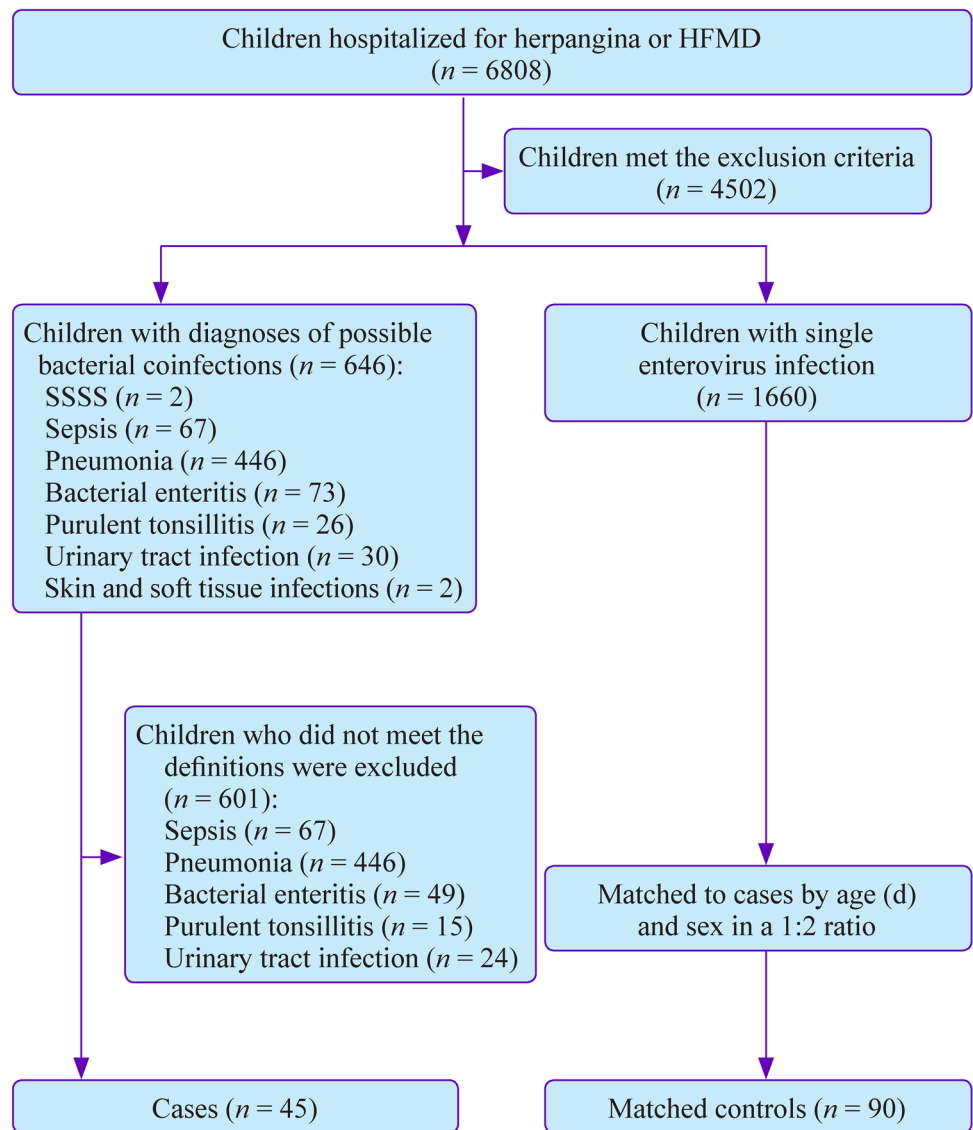 Children hospitalized for herpangina or HFMD
(n = 6808)
Children met the exclusion criteria
(n = 4502)
Children with diagnoses of possible
bacterial coinfections (n = 646):
SSSS (n = 2)
Sepsis (n = 67)
Pneumonia (n = 446)
Bacterial enteritis (n = 73)
Purulent tonsillitis (n = 26)
Urinary tract infection (n = 30)
Skin and soft tissue infections (n = 2)
Children with single
enterovirus infection
(n = 1660)
Children who did not meet the
definitions were excluded
(n = 601):
Sepsis (n = 67)
Pneumonia (n = 446)
Bacterial enteritis (n = 49)
Purulent tonsillitis (n = 15)
Urinary tract infection (n = 24)
Matched to cases by age (d)
and sex in a 1:2 ratio
Cases (n = 45)
Matched controls (n = 90)